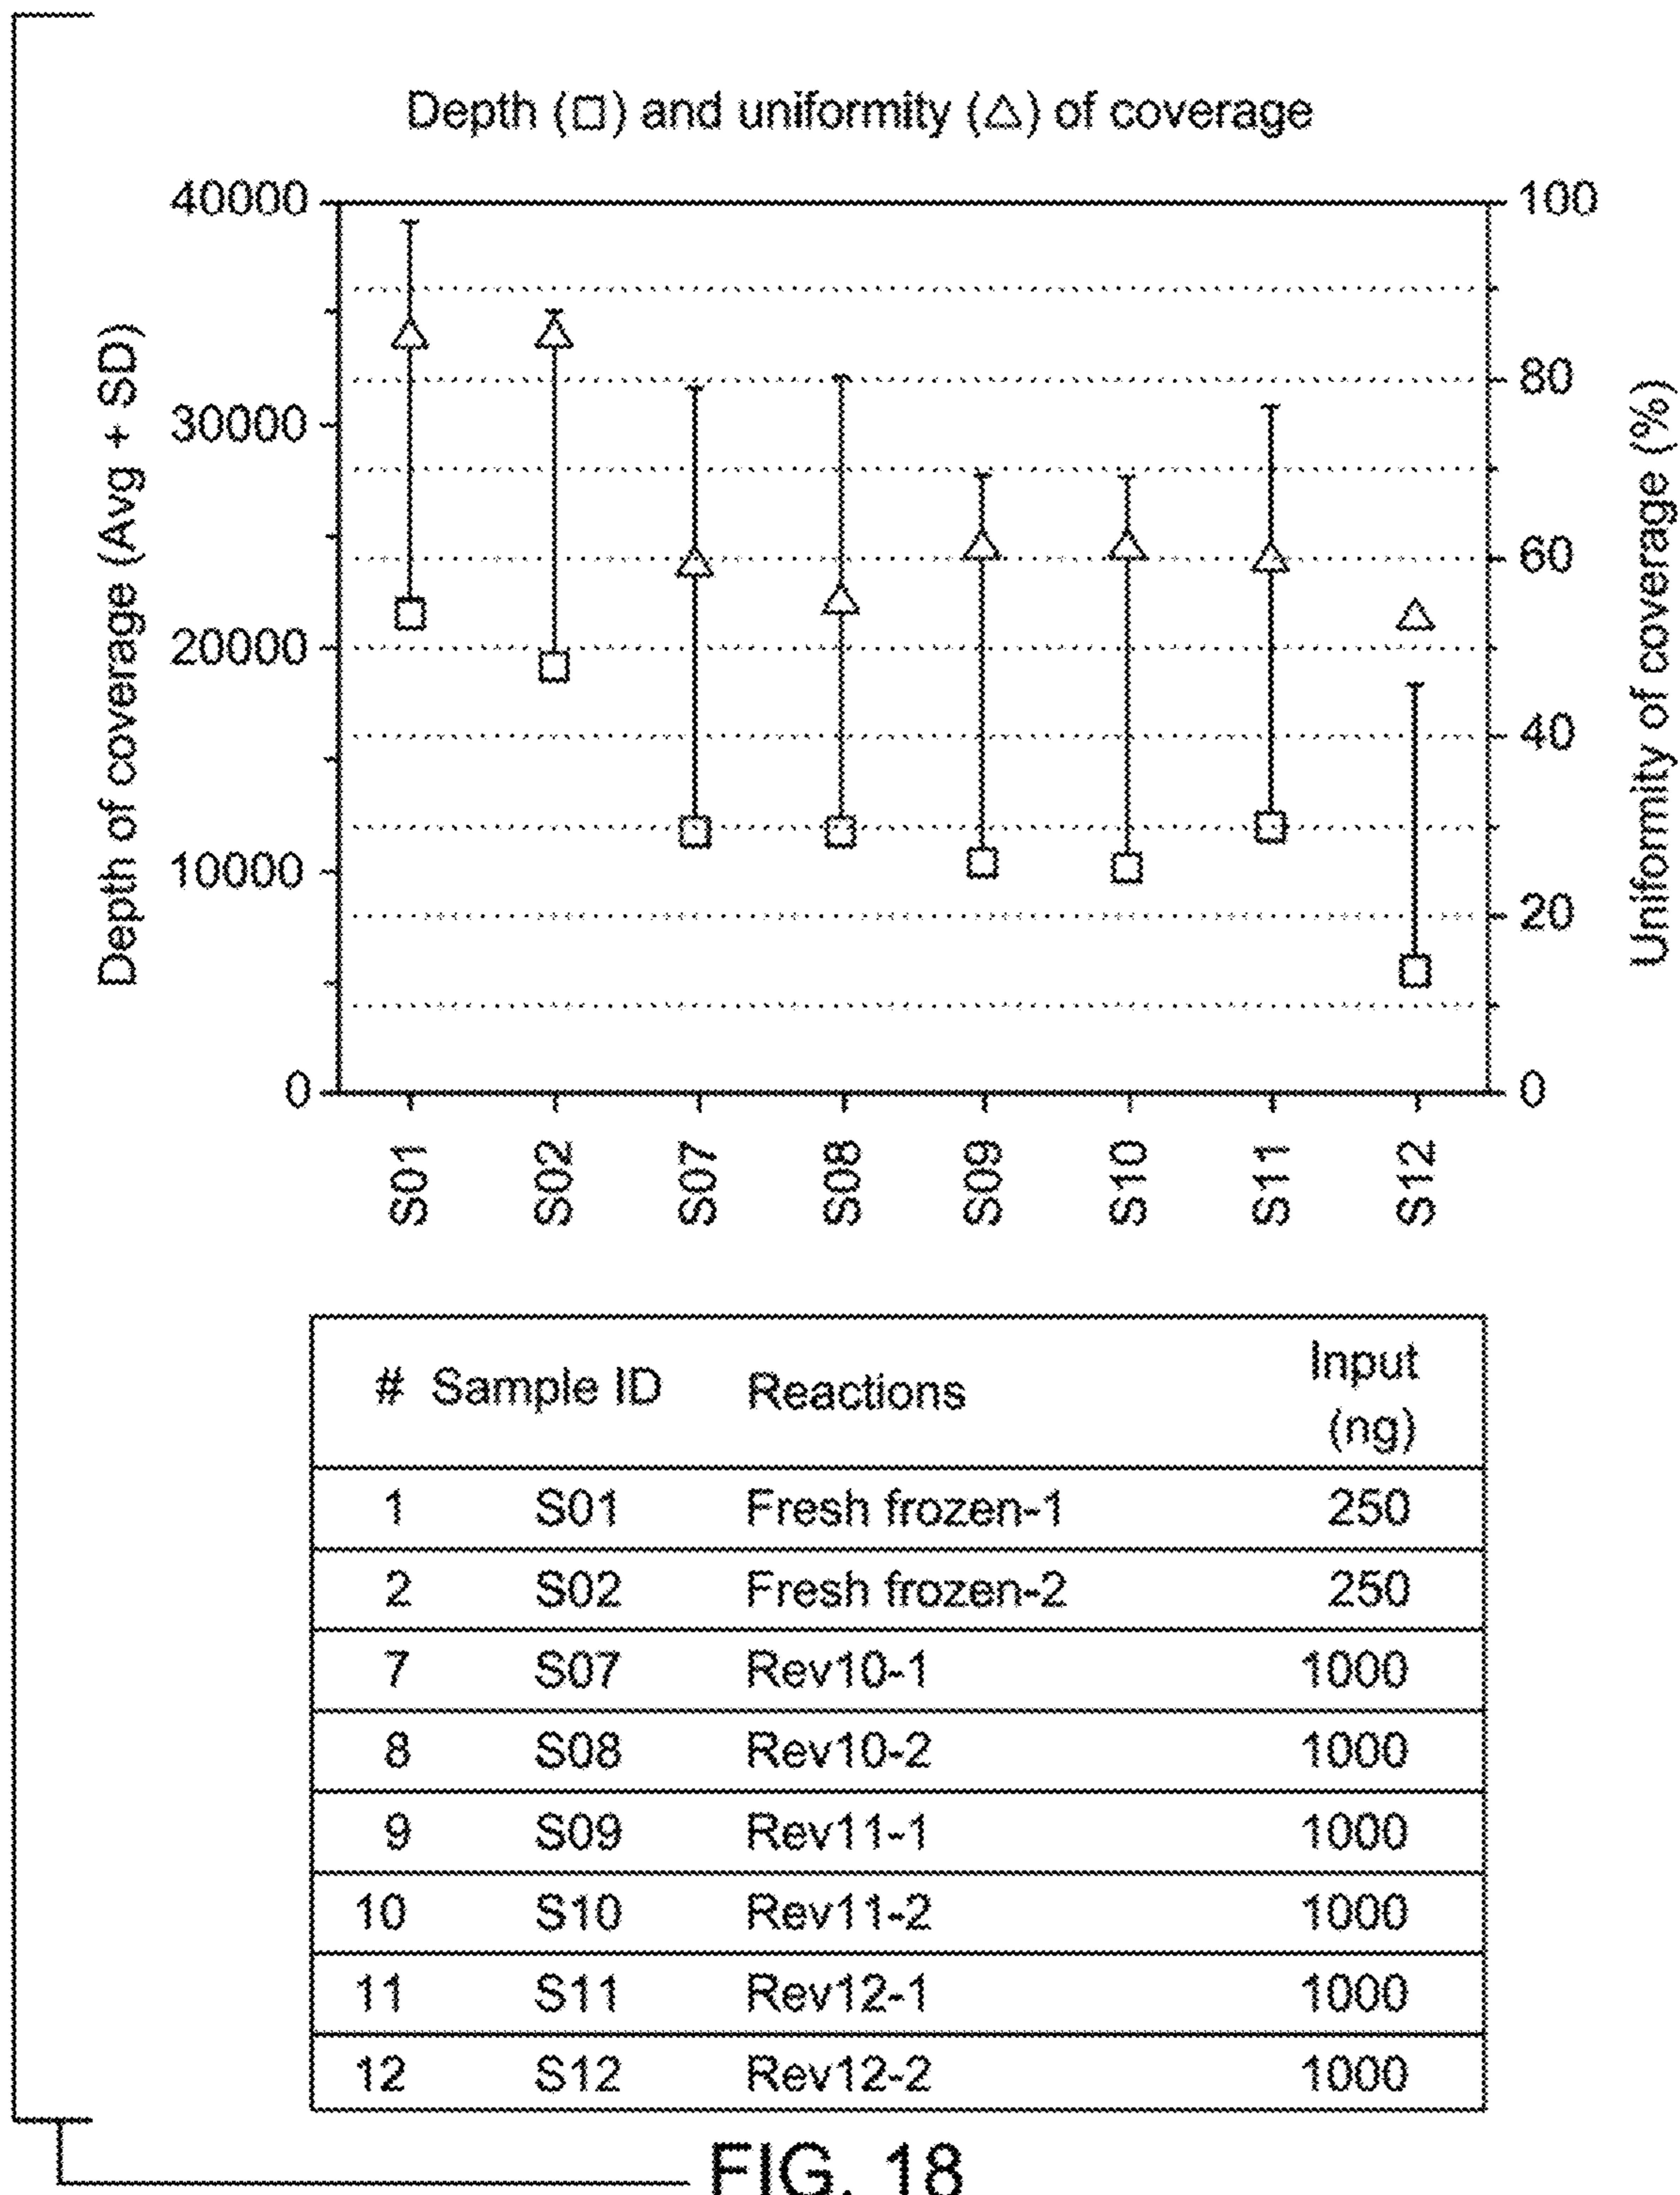 Depth (□) and uniformity (△) of coverage
40000
30000
20000
10000
0
Depth of coverage (Avg + SD)
100
80
60
40
20
0
Uniformity of coverage (%)
S01 S02 S07 S08 S09 S10 S11 S12
# Sample ID Reactions Input (ng)
1 S01 Fresh frozen-1 250
2 S02 Fresh frozen-2 250
7 S07 Rev10-1 1000
8 S08 Rev10-2 1000
9 S09 Rev11-1 1000
10 S10 Rev11-2 1000
11 S11 Rev12-1 1000
12 S12 Rev12-2 1000
FIG. 18